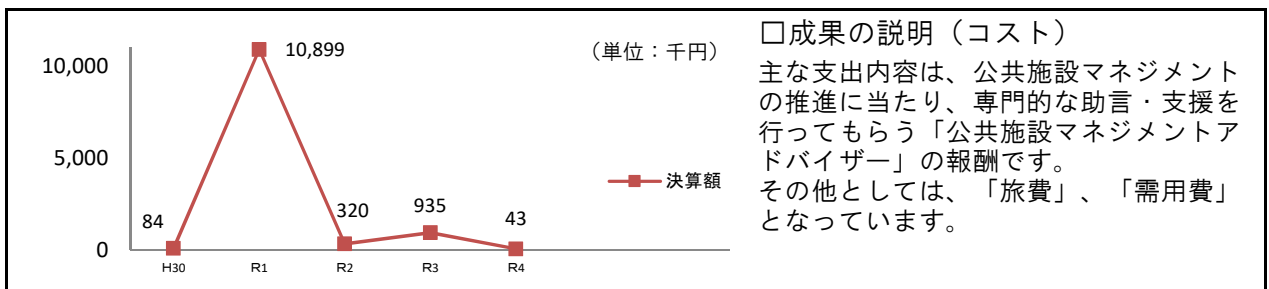 10,000
5,000
0
84
10,899
320
935
43
（単位：千円）
決算額
H30
R1
R2
R3
R4
□成果の説明（コスト）
主な支出内容は、公共施設マネジメント
の推進に当たり、専門的な助言・支援を
行ってもらう「公共施設マネジメントア
ドバイザー」の報酬です。
その他としては、「旅費」、「需用費」
となっています。